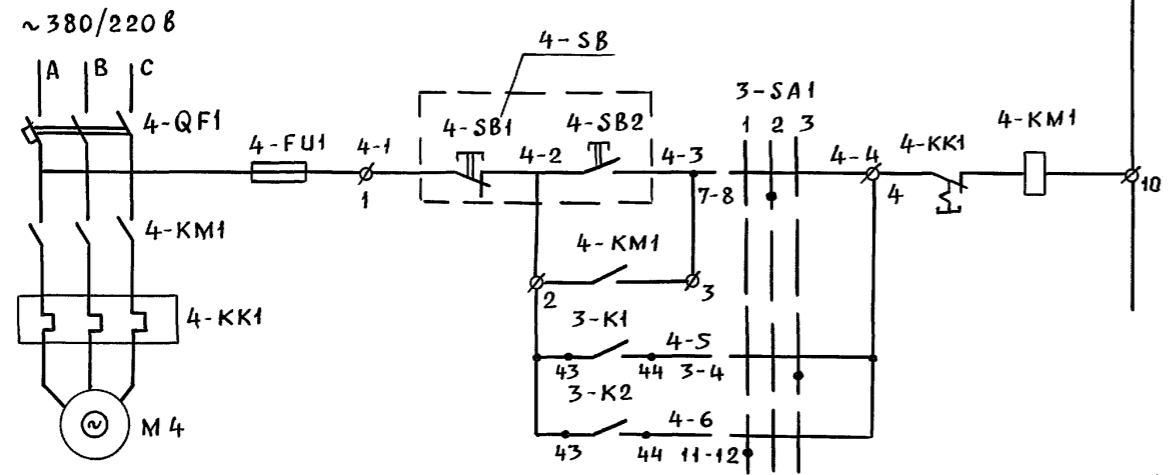 ~380/220 в
A B C
4-QF1
4-FU1
4-1
1
4-SB
4-SB1
4-2
4-SB2
4-3
7-8
3-SA1
1 2 3
4-4
4
4-KK1
4-KM1
10
4-KM1
4-KM1
2
3
4-KK1
3-K1
43
44
4-5
3-4
3-K2
43
44
4-6
11-12
~
M4